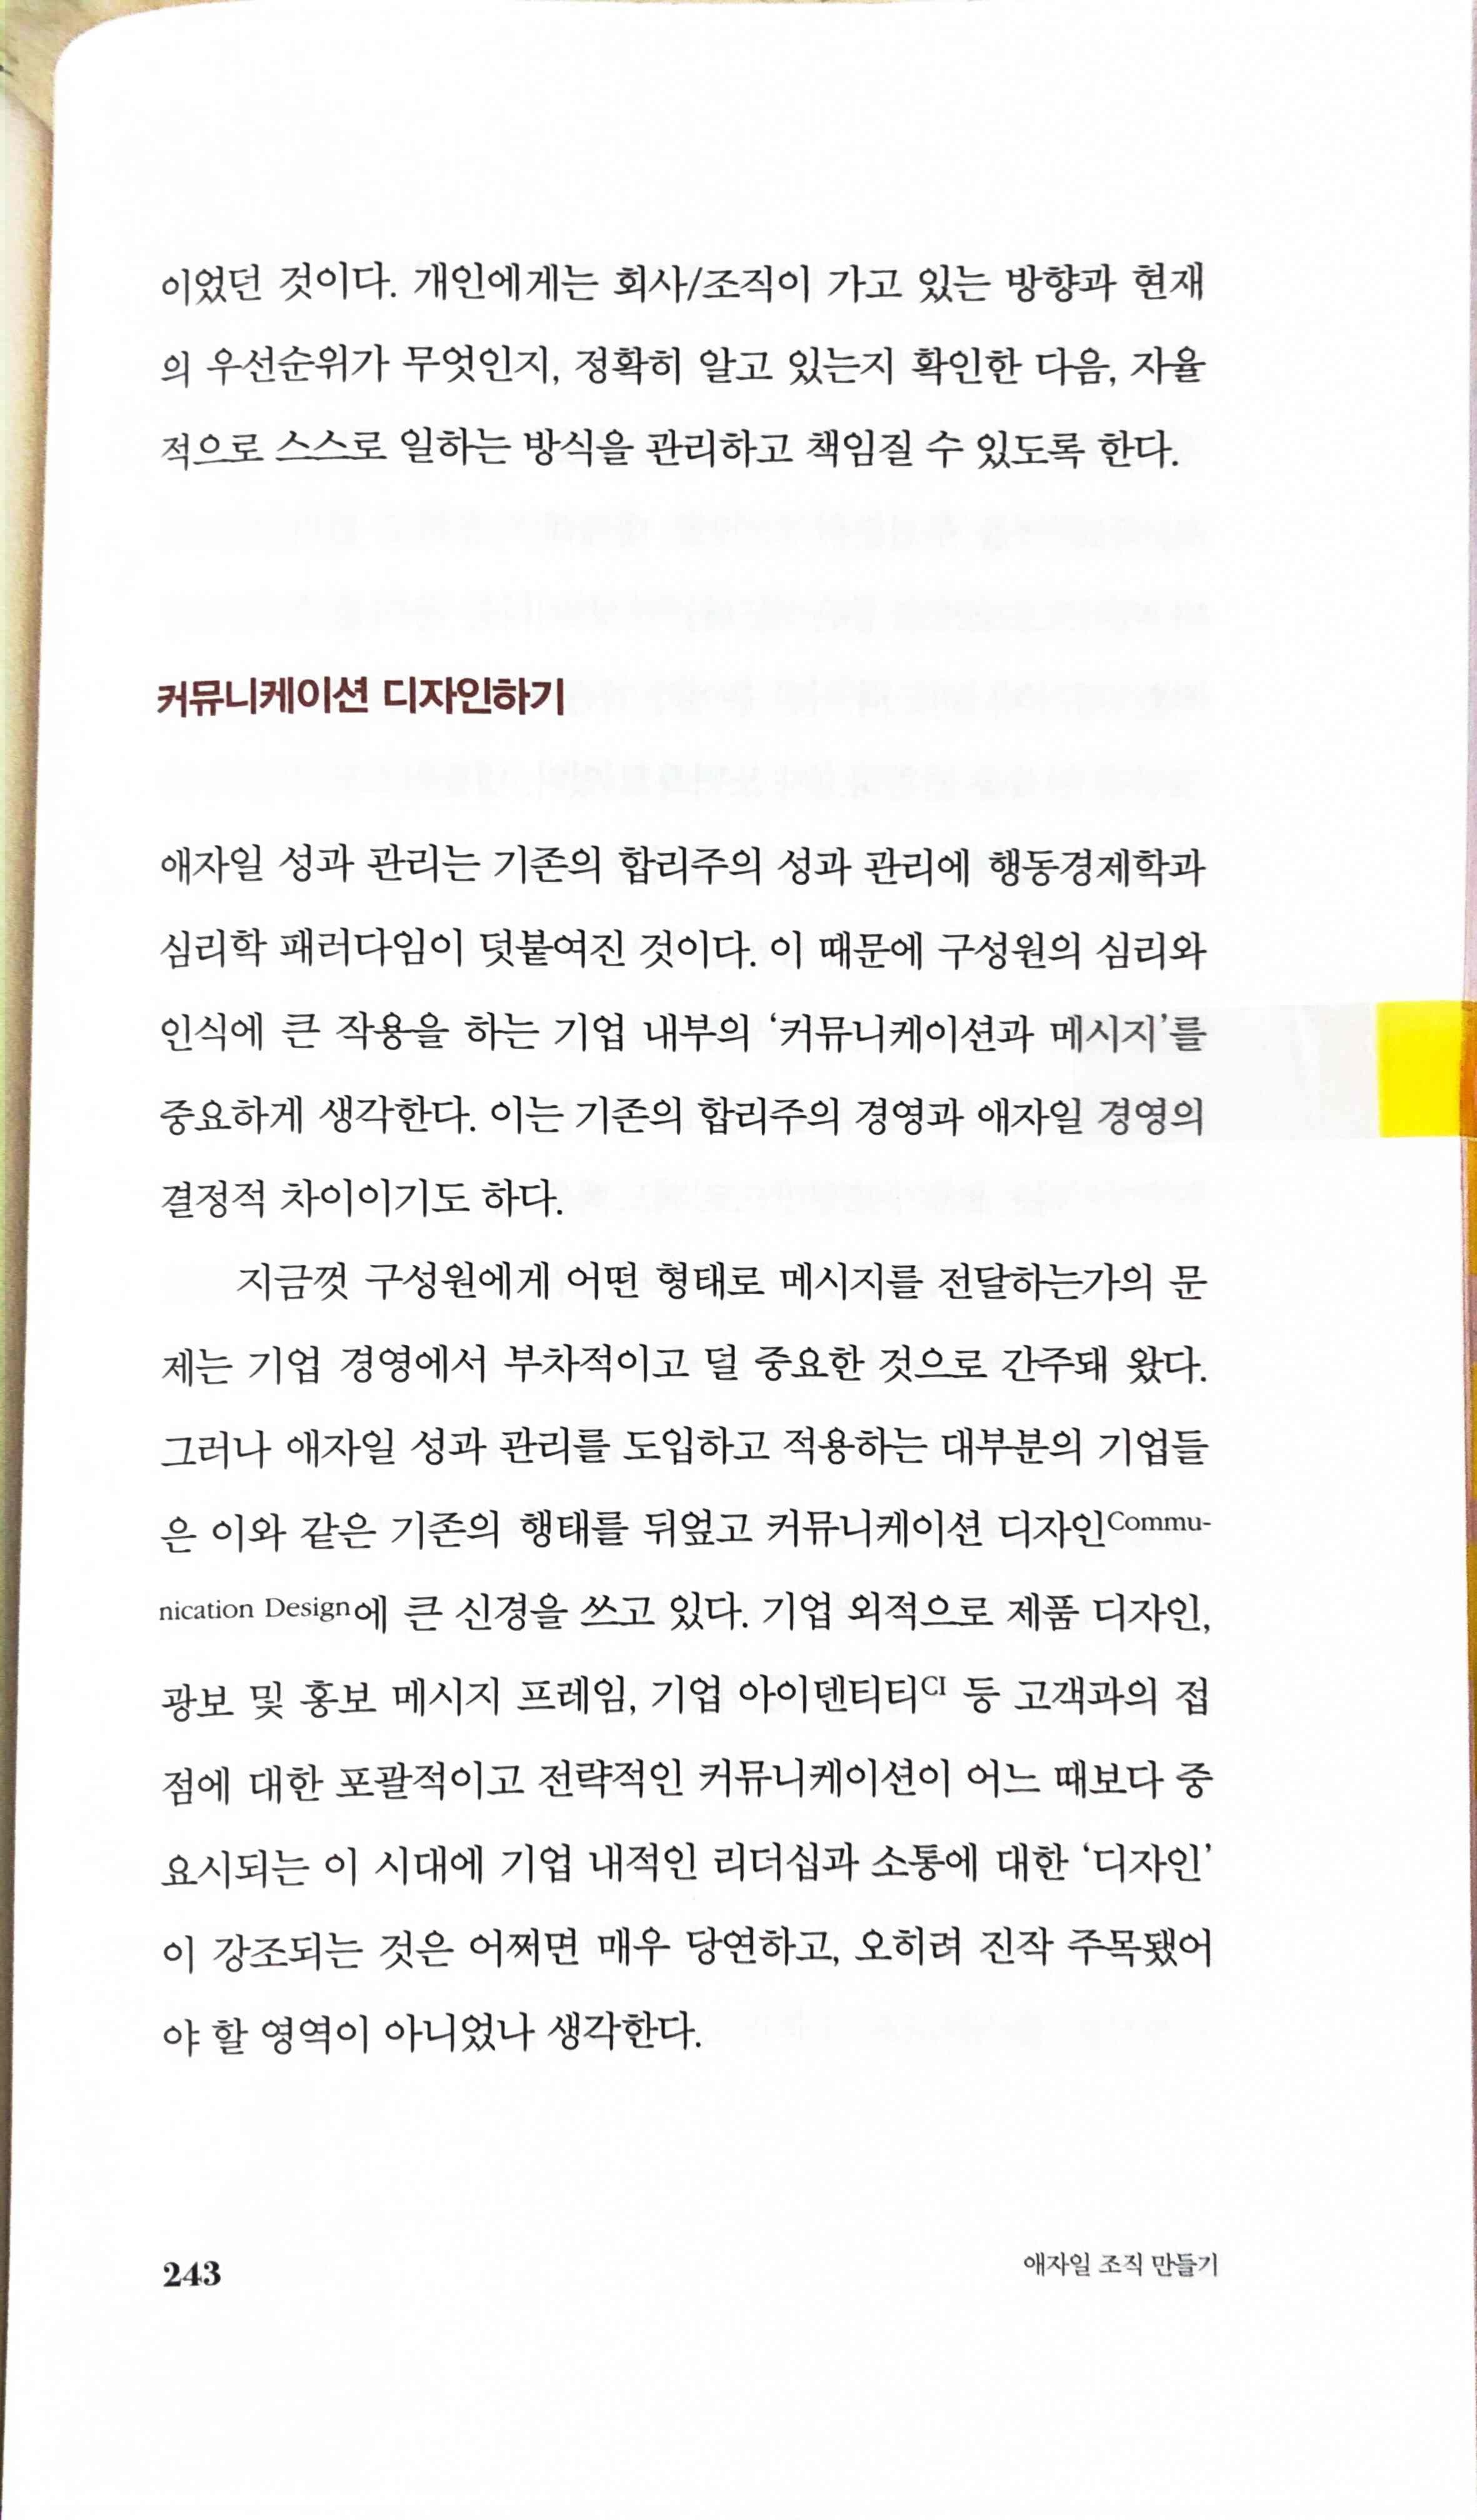 이었던 것이다. 개인에게는 회사/조직이 가고 있는 방향과 현재
의 우선순위가 무엇인지, 정확히 알고 있는지 확인한 다음, 자율
적으로 스스로 일하는 방식을 관리하고 책임질 수 있도록 한다.
커뮤니케이션 디자인하기
애자일 성과 관리는 기존의 합리주의 성과 관리에 행동경제학과
심리학 패러다임이 덧붙여진 것이다. 이 때문에 구성원의 심리와
인식에 큰 작용을 하는 기업 내부의 ‘커뮤니케이션과 메시지’를
중요하게 생각한다. 이는 기존의 합리주의 경영과 애자일 경영의
결정적 차이이기도 하다.
지금껏 구성원에게 어떤 형태로 메시지를 전달하는가의 문
제는 기업 경영에서 부차적이고 덜 중요한 것으로 간주돼 왔다.
그러나 애자일 성과 관리를 도입하고 적용하는 대부분의 기업들
은 이와 같은 기존의 행태를 뒤엎고 커뮤니케이션 디자인Commu-
nication Design에 큰 신경을 쓰고 있다. 기업 외적으로 제품 디자인,
광보 및 홍보 메시지 프레임, 기업 아이덴티티CI 등 고객과의 접
점에 대한 포괄적이고 전략적인 커뮤니케이션이 어느 때보다 중
요시되는 이 시대에 기업 내적인 리더십과 소통에 대한 ‘디자인’
이 강조되는 것은 어쩌면 매우 당연하고, 오히려 진작 주목됐어
야 할 영역이 아니었나 생각한다.
243
애자일 조직 만들기